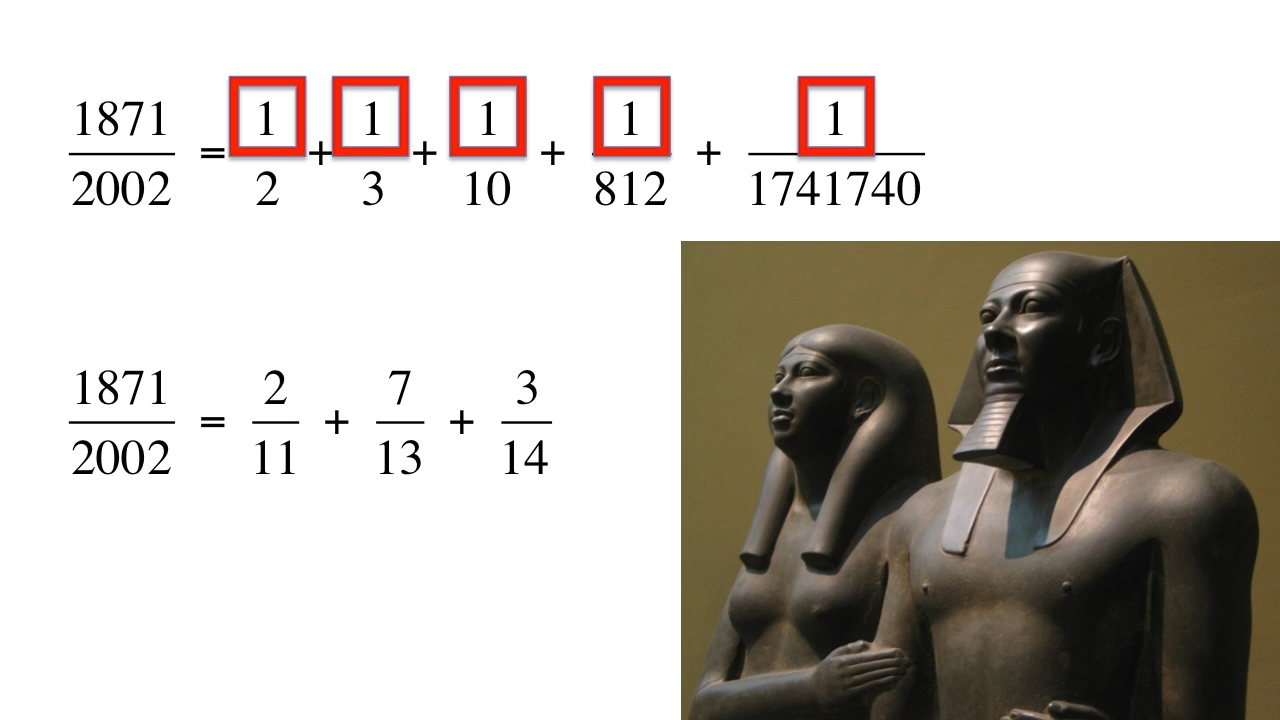 1871/2002 = 1/2 + 1/3 + 1/10 + 1/812 + 1/1741740
1871/2002 = 2/11 + 7/13 + 3/14